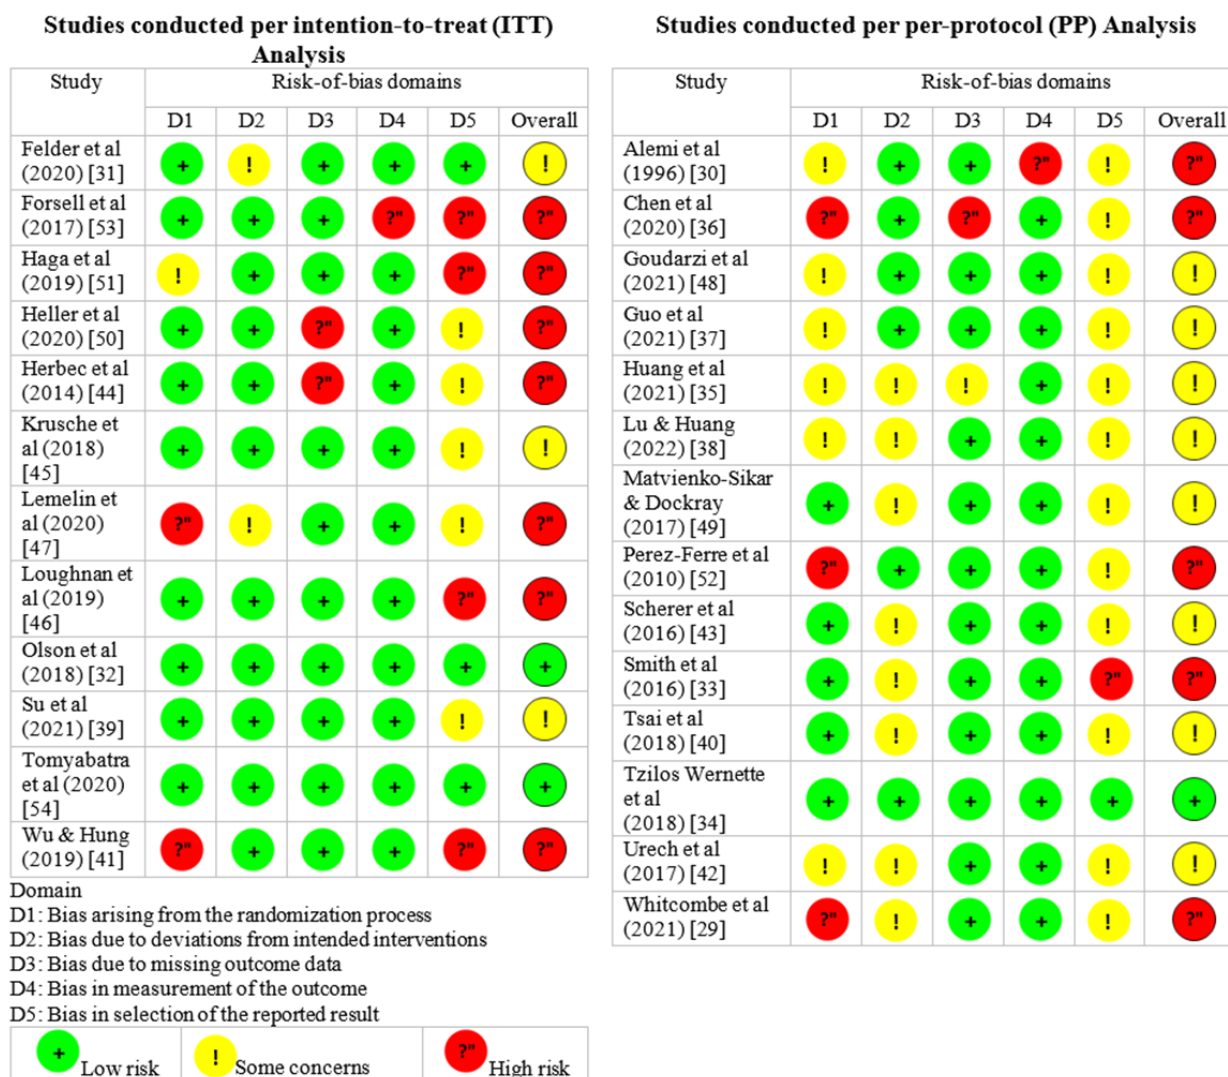 Studies conducted per intention-to-treat (ITT)
Analysis
Study Risk-of-bias domains
D1 D2 D3 D4 D5 Overall
Felder et al
(2020) [31]
+ ! + + + !
Forsell et al
(2017) [53]
+ + + ?" ?" ?"
Haga et al
(2019) [51]
! + + + ?" ?"
Heller et al
(2020) [50]
+ + ?" + ! ?"
Herbec et al
(2014) [44]
+ + ?" + ! ?"
Krusche et
al (2018)
[45]
+ + + + ! !
Lemelin et
al (2020)
[47]
?" ! + + ! ?"
Loughnan et
al (2019)
[46]
+ + + + ?" ?"
Olson et al
(2018) [32]
+ + + + + +
Su et al
(2021) [39]
+ + + + ! !
Tomyabatra
et al (2020)
[54]
+ + + + + +
Wu & Hung
(2019) [41]
?" + + + ?" ?"
Domain
D1: Bias arising from the randomization process
D2: Bias due to deviations from intended interventions
D3: Bias due to missing outcome data
D4: Bias in measurement of the outcome
D5: Bias in selection of the reported result
+ Low risk ! Some concerns ?" High risk
Studies conducted per per-protocol (PP) Analysis
Study Risk-of-bias domains
D1 D2 D3 D4 D5 Overall
Alemi et al
(1996) [30]
! + + ?" ! ?"
Chen et al
(2020) [36]
?" + ?" + ! ?"
Goudarzi et al
(2021) [48]
! + + + ! !
Guo et al
(2021) [37]
! + + + ! !
Huang et al
(2021) [35]
! ! ! + ! !
Lu & Huang
(2022) [38]
! ! + + ! !
Matvienko-Sikar
& Dockray
(2017) [49]
+ ! + + ! !
Perez-Ferre et al
(2010) [52]
?" + + + ! ?"
Scherer et al
(2016) [43]
+ ! + + ! !
Smith et al
(2016) [33]
+ ! + + ?" ?"
Tsai et al
(2018) [40]
+ ! + + ! !
Tzilos Wernette
et al
(2018) [34]
+ + + + + +
Urech et al
(2017) [42]
! ! + + ! !
Whitcombe et al
(2021) [29]
?" ! + + ! ?"